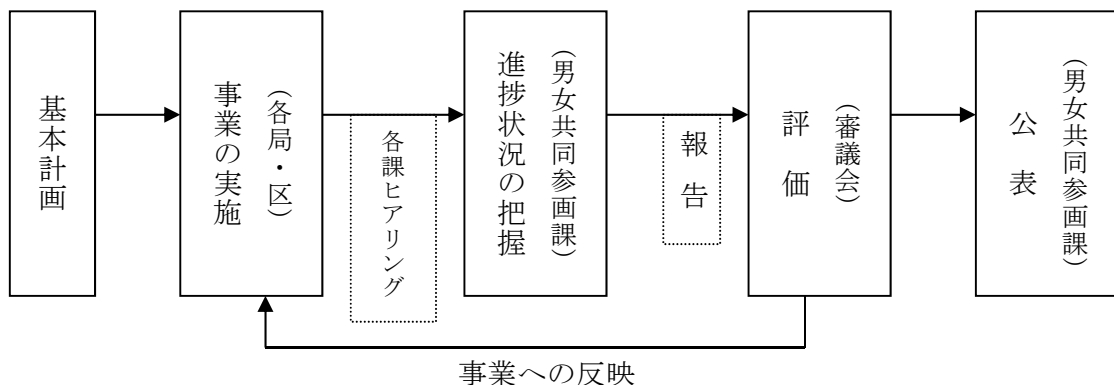 基本計画
事業の実施
(各局・区)
各課ヒアリング
進捗状況の把握
(男女共同参画課)
報告
評価
(審議会)
公表
(男女共同参画課)
事業への反映